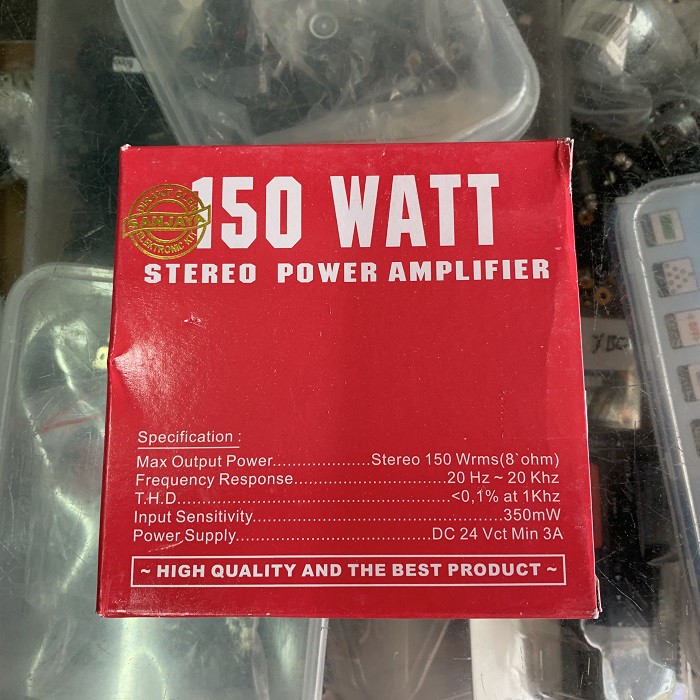 150 WATT
SANJAYA
ELEKTRONIC KIT
STEREO POWER AMPLIFIER
Specification :
Max Output Power....................Stereo 150 Wrms(8`ohm)
Frequency Response...............................20 Hz ~ 20 Khz
T.H.D........................................................<0,1% at 1Khz
Input Sensitivity...................................................350mW
Power Supply........................................DC 24 Vct Min 3A
~ HIGH QUALITY AND THE BEST PRODUCT ~